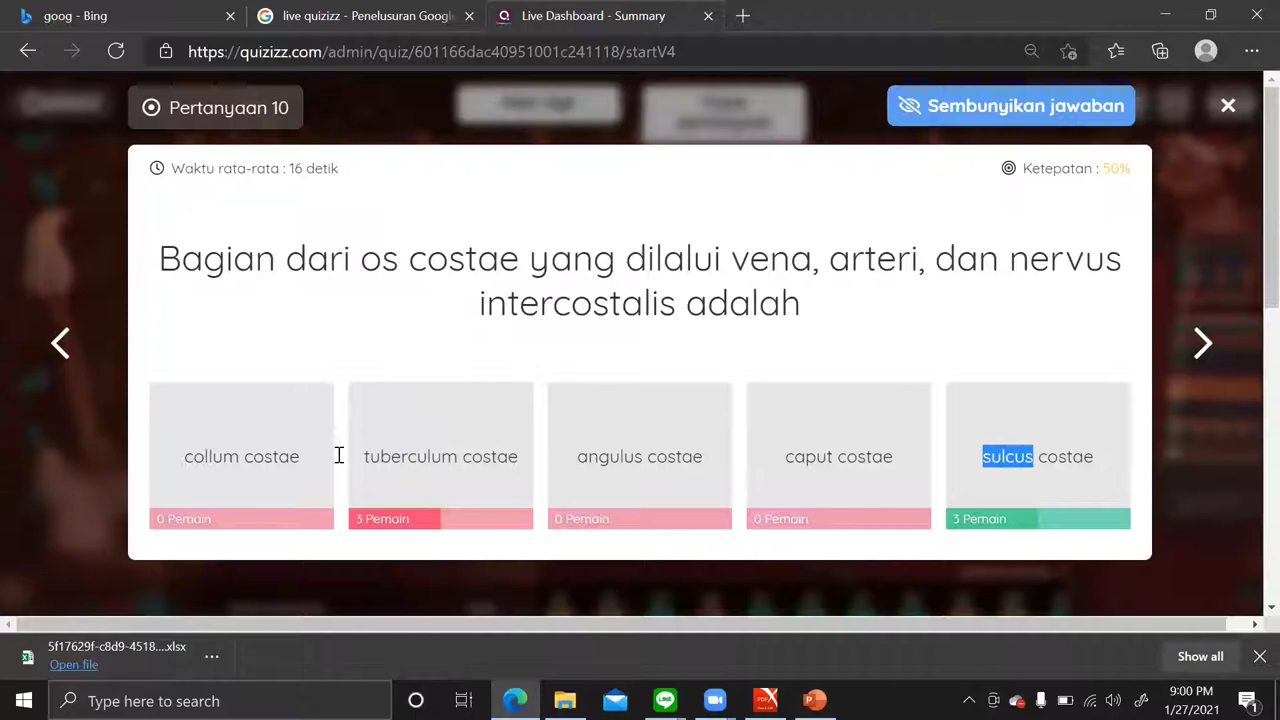 goog - Bing
live quizizz - Penelusuran Google
Live Dashboard - Summary
https://quizizz.com/admin/quiz/601166dac40951001c241118/startV4
Pertanyaan 10
Sembunyikan jawaban
Waktu rata-rata : 16 detik
Ketepatan : 50%
Bagian dari os costae yang dilalui vena, arteri, dan nervus
intercostalis adalah
collum costae
tuberculum costae
angulus costae
caput costae
sulcus costae
0 Pemain
3 Pemain
0 Pemain
0 Pemain
3 Pemain
5f17629f-c8d9-4518....xlsx
Open file
Show all
Type here to search
9:00 PM
1/27/2021